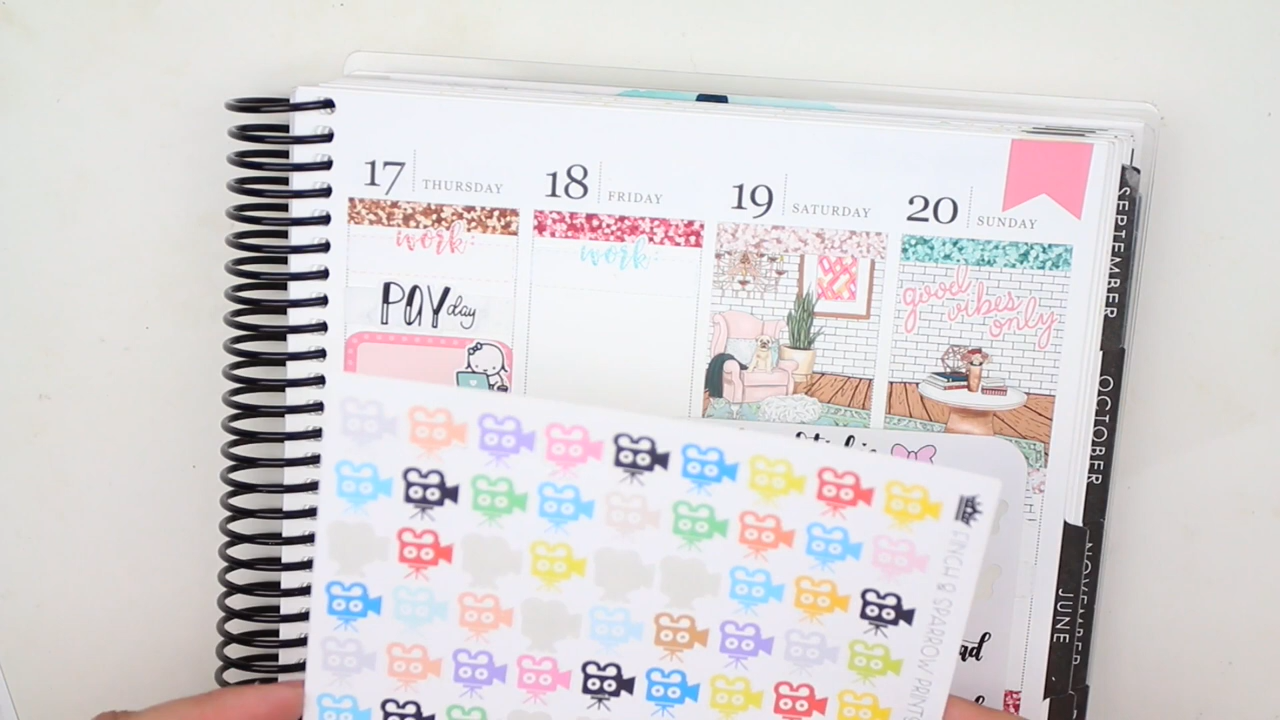 17 THURSDAY
18 FRIDAY
19 SATURDAY
20 SUNDAY
work:
work:
PAY day
good
vibes
only
FINCH & SPARROW PRINTS
SEPTEMBER
OCTOBER
NOVEMBER
JUNE